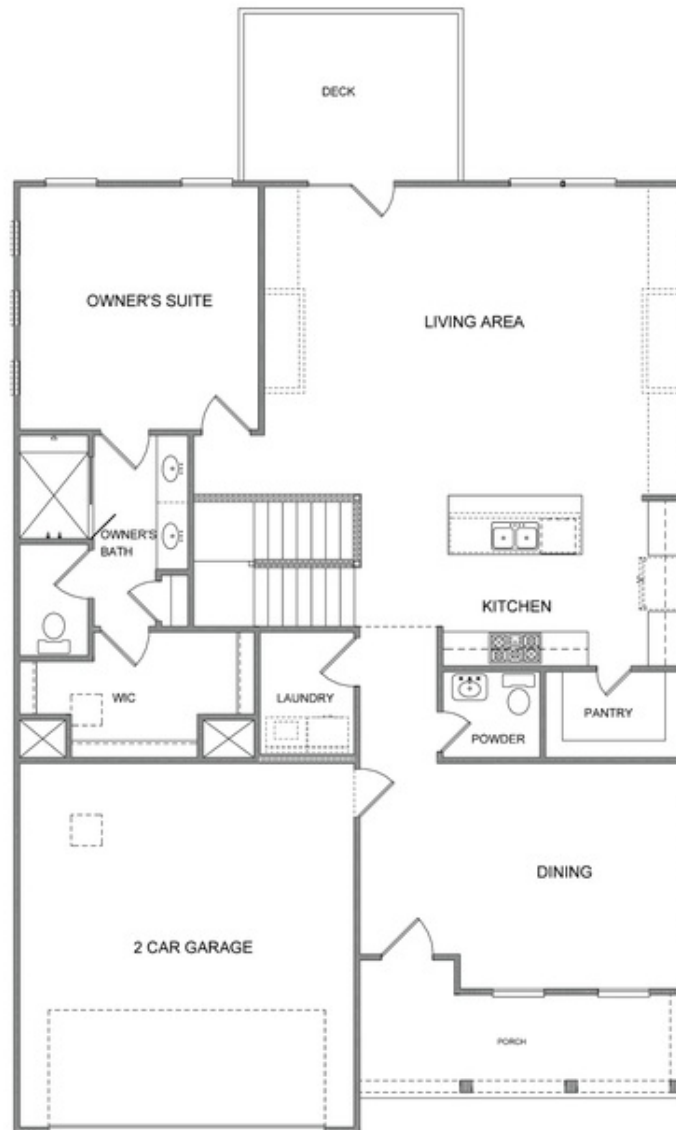 DECK
OWNER'S SUITE
LIVING AREA
OWNER'S
BATH
KITCHEN
WIC
LAUNDRY
POWDER
PANTRY
DINING
2 CAR GARAGE
PORCH